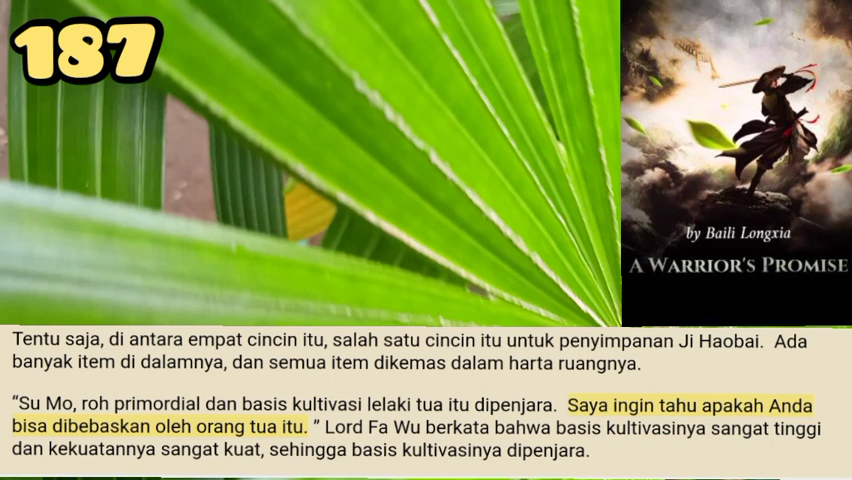 187
by Baili Longxia
A WARRIOR'S PROMISE
Tentu saja, di antara empat cincin itu, salah satu cincin itu untuk penyimpanan Ji Haobai. Ada
banyak item di dalamnya, dan semua item dikemas dalam harta ruangnya.
“Su Mo, roh primordial dan basis kultivasi lelaki tua itu dipenjara. Saya ingin tahu apakah Anda
bisa dibebaskan oleh orang tua itu. ” Lord Fa Wu berkata bahwa basis kultivasinya sangat tinggi
dan kekuatannya sangat kuat, sehingga basis kultivasinya dipenjara.